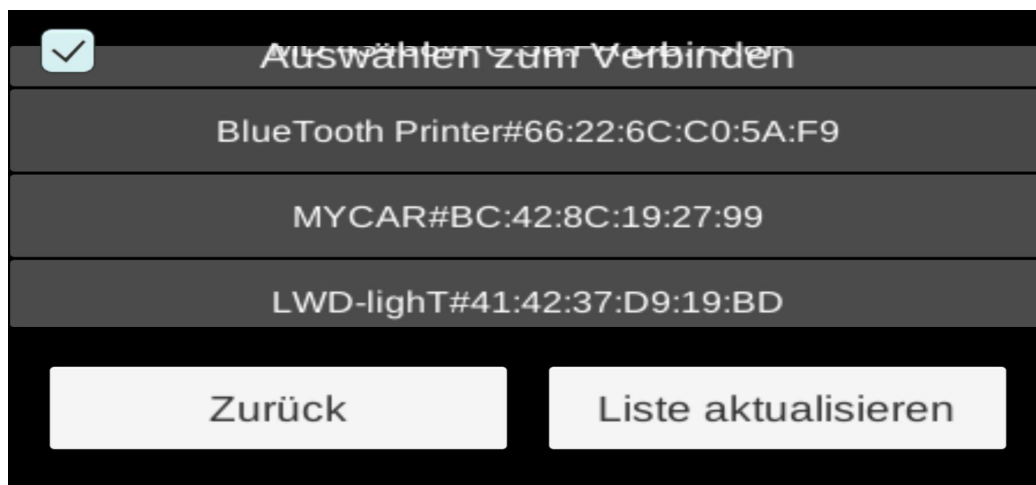 Auswählen zum Verbinden
BlueTooth Printer#66:22:6C:C0:5A:F9
MYCAR#BC:42:8C:19:27:99
LWD-lighT#41:42:37:D9:19:BD
Zurück
Liste aktualisieren